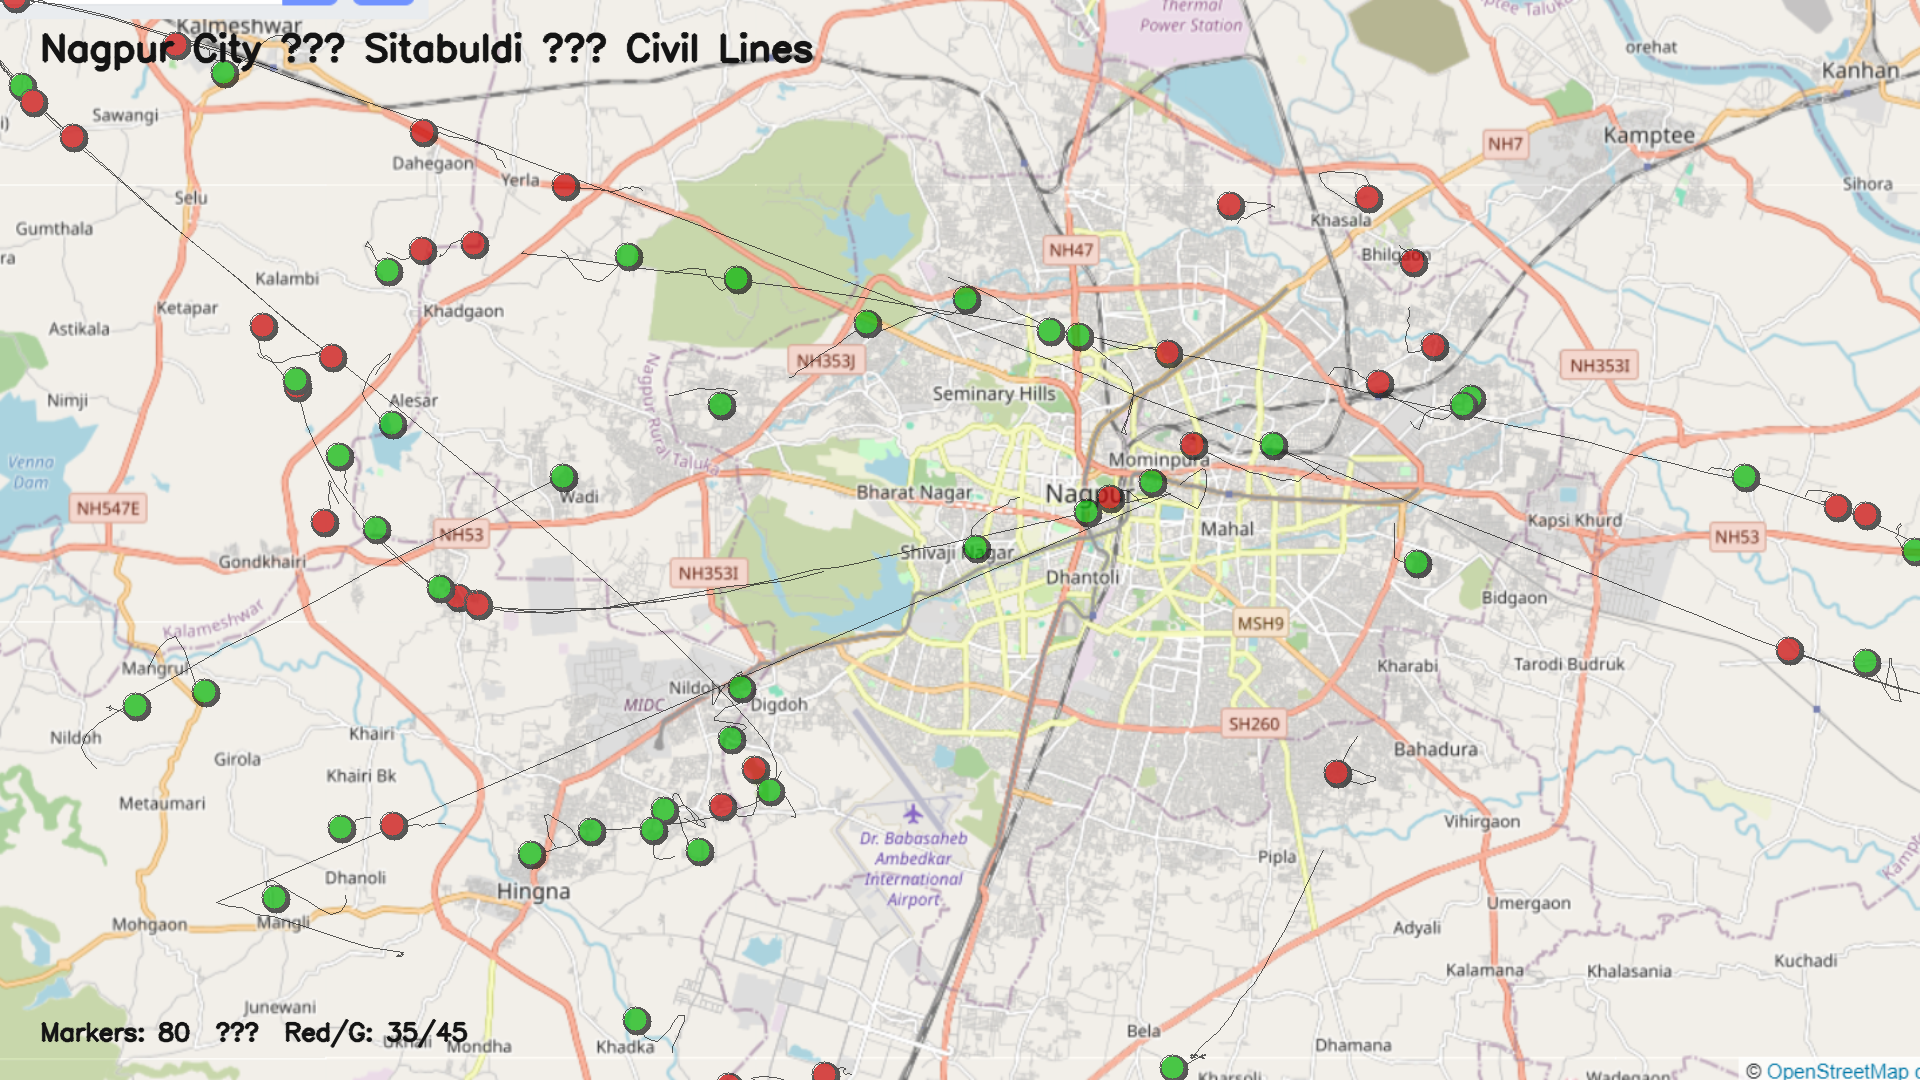 Thermal
Power Station
ptee Taluk
Kalmeshwar
orehat
Nagpur City ??? Sitabuldi ??? Civil Lines
Kanhan
Sawangi
i)
Kamptee
NH7
Dahegaon
Yerla
Sihora
Selu
Khasala
Gumthala
NH47
Bhilgaon
ra
Kalambi
Ketapar
Khadgaon
Astikala
NH353J
NH353I
Seminary Hills
Nimji
Alesar
Nagpur Rural Taluka
Mominpura
Venna
Dam
Wadi
Bharat Nagar
Nagpur
NH547E
Kapsi Khurd
Mahal
NH53
NH53
Shivaji Nagar
Gondkhairi
NH353I
Dhantoli
Bidgaon
Kalameshwar
MSH9
Mangrul
Kharabi
Tarodi Budruk
Nildoh
MIDC
Digdoh
SH260
Nildoh
Khairi
Bahadura
Girola
Khairi Bk
Metaumari
Vihirgaon
Dr. Babasaheb
Ambedkar
International
Airport
Pipla
Kamp
Dhanoli
Hingna
Umergaon
Mangli
Mohgaon
Adyali
Kuchadi
Kalamana
Khalasania
Junewani
Markers: 80 ??? Red/G: 35/45
Bela
Mondha
Khadka
Dhamana
Kharsoli
Wadegaon
© OpenStreetMap c